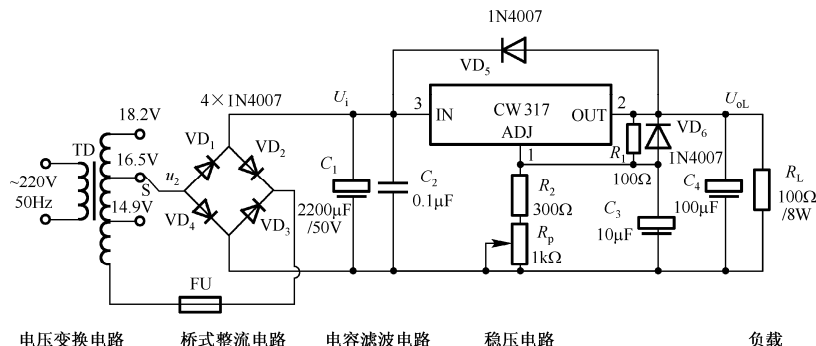 1N4007
VD5
4×1N4007
Ui
3
IN
CW 317
OUT
2
UoL
ADJ
1
18.2V
TD
16.5V
S
u2
14.9V
~220V
50Hz
VD1
VD2
VD4
VD3
C1
2200μF
/50V
C2
0.1μF
R1
100Ω
VD6
1N4007
R2
300Ω
Rp
1kΩ
C3
10μF
C4
100μF
RL
100Ω
/8W
FU
电压变换电路
桥式整流电路
电容滤波电路
稳压电路
负载